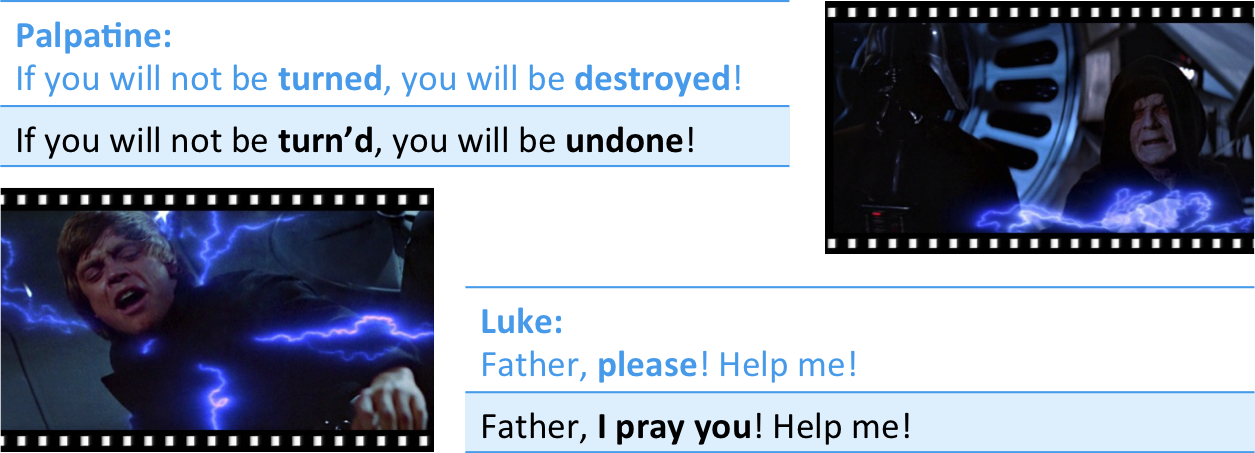 Palpatine:
If you will not be turned, you will be destroyed!
If you will not be turn’d, you will be undone!
Luke:
Father, please! Help me!
Father, I pray you! Help me!